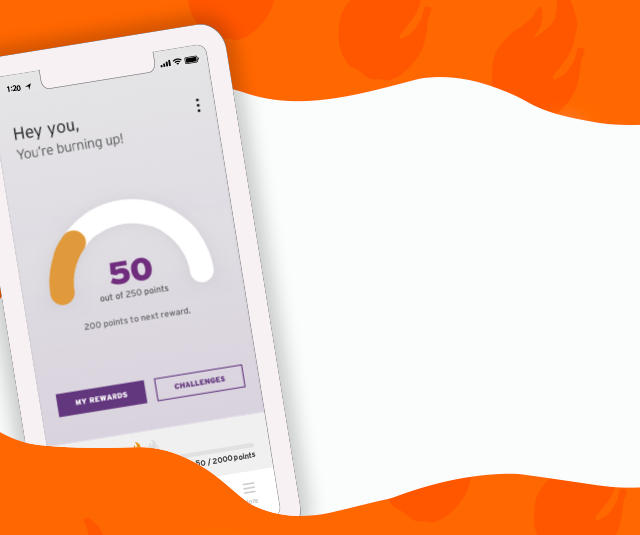 1:20
Hey you,
You're burning up!
50
out of 250 points
200 points to next reward.
MY REWARDS
CHALLENGES
50 / 2000 points